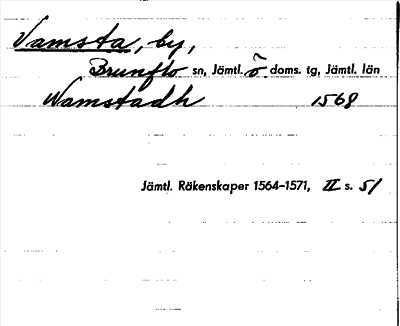 Vamsta, by,
Brunflo sn, Jämtl. ö doms. tg, Jämtl. län
Wamstadh 1568
Jämtl. Räkenskaper 1564-1571, II s. 51